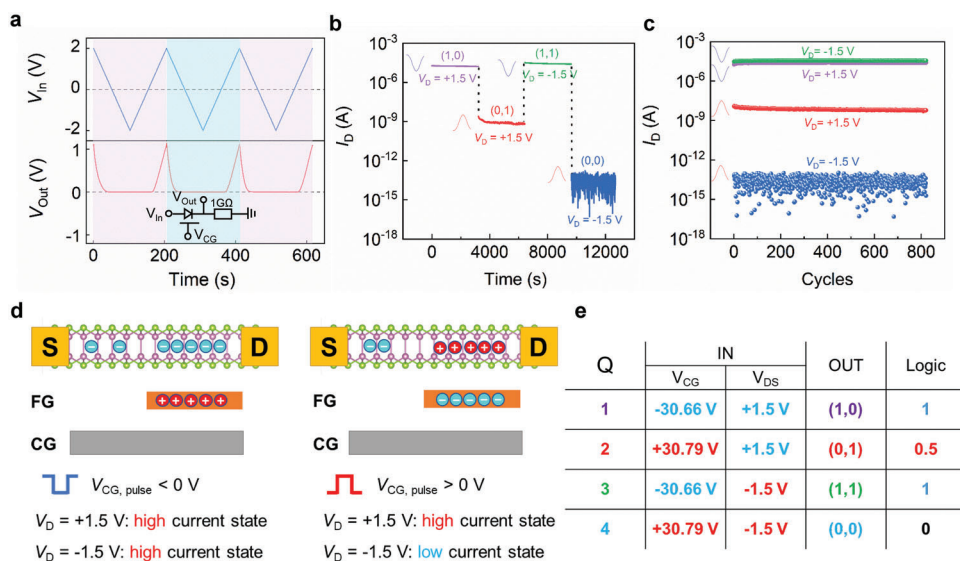 a
2
0
-2
V_In (V)
1
0
-1
V_Out (V)
V_Out
1GΩ
V_In
V_CG
0 200 400 600
Time (s)
b
10^-3
10^-6
10^-9
10^-12
10^-15
10^-18
I_D (A)
(1,0)
V_D = +1.5 V
(1,1)
V_D = -1.5 V
(0,1)
V_D = +1.5 V
(0,0)
V_D = -1.5 V
0 4000 8000 12000
Time (s)
c
10^-3
10^-6
10^-9
10^-12
10^-15
10^-18
I_D (A)
V_D = -1.5 V
V_D = +1.5 V
V_D = +1.5 V
V_D = -1.5 V
0 200 400 600 800
Cycles
d
S D
FG
CG
V_CG, pulse < 0 V
V_D = +1.5 V: high current state
V_D = -1.5 V: high current state
S D
FG
CG
V_CG, pulse > 0 V
V_D = +1.5 V: high current state
V_D = -1.5 V: low current state
e
Q IN OUT Logic
V_CG V_DS
1 -30.66 V +1.5 V (1,0) 1
2 +30.79 V +1.5 V (0,1) 0.5
3 -30.66 V -1.5 V (1,1) 1
4 +30.79 V -1.5 V (0,0) 0